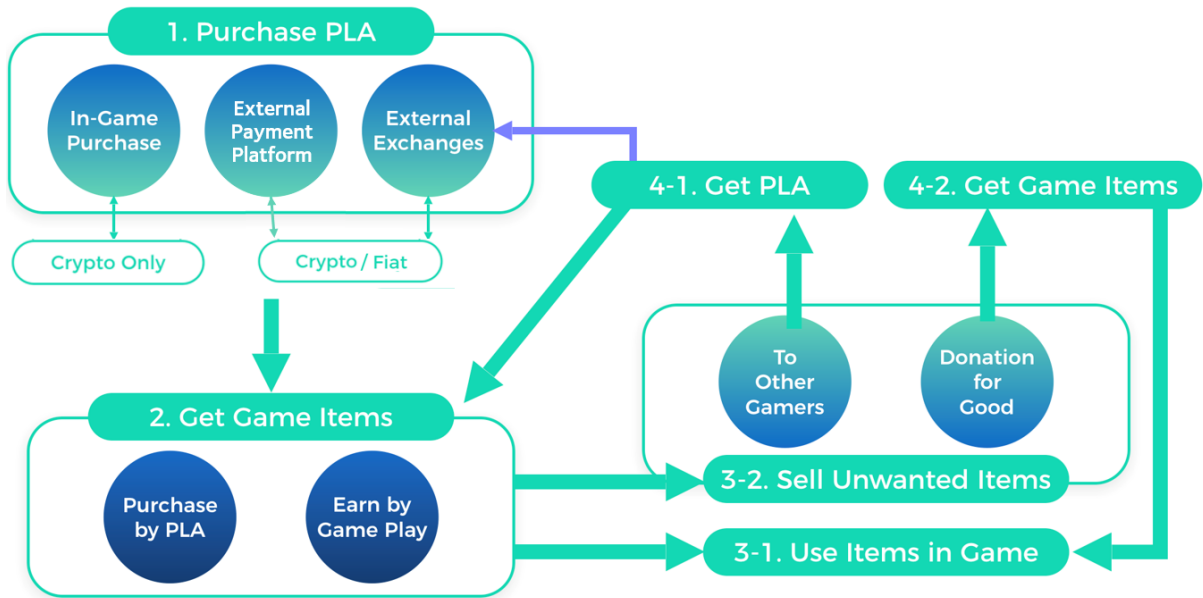 1. Purchase PLA
In-Game
Purchase
External
Payment
Platform
External
Exchanges
Crypto Only
Crypto / Fiat
4-1. Get PLA
4-2. Get Game Items
To
Other
Gamers
Donation
for
Good
3-2. Sell Unwanted Items
3-1. Use Items in Game
2. Get Game Items
Purchase
by PLA
Earn by
Game Play